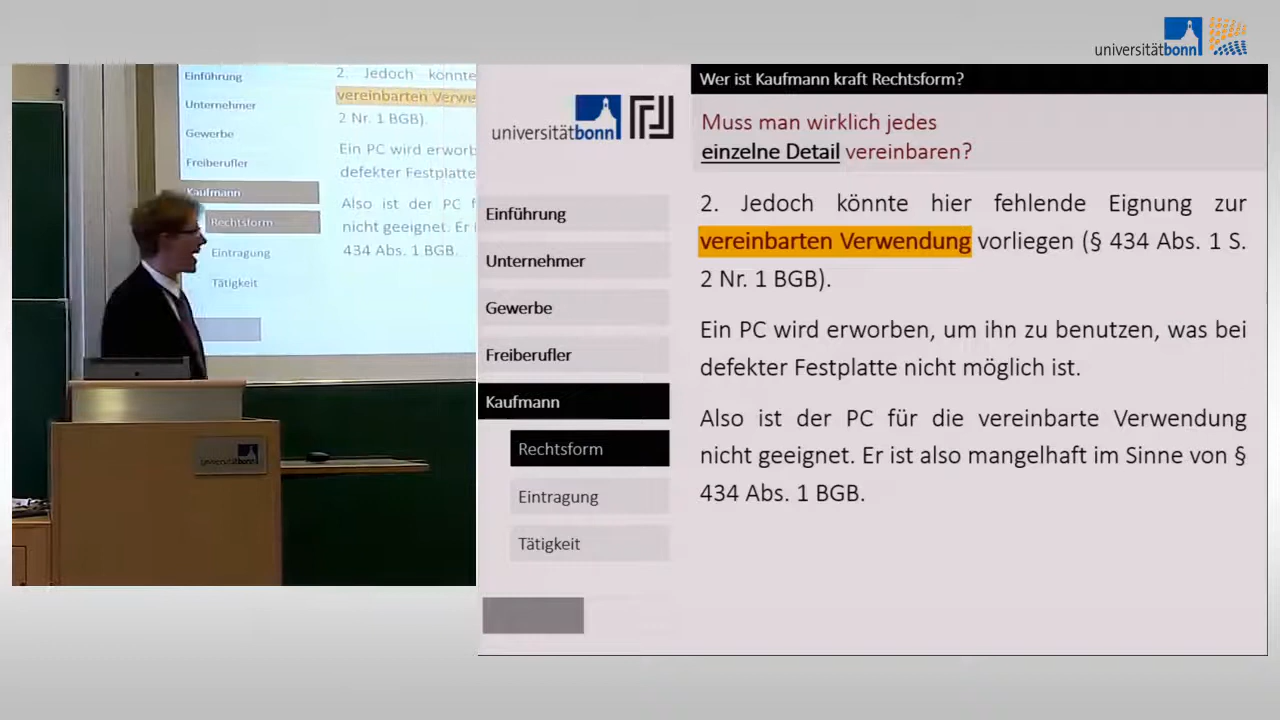 universitätbonn
Einführung
Unternehmer
Gewerbe
Freiberufler
Kaufmann
Rechtsform
Eintragung
Tätigkeit
2. Jedoch könnte
vereinbarten Verwe
2 Nr. 1 BGB).
Ein PC wird erworb
defekter Festplatte
Also ist der PC f
nicht geeignet. Er i
434 Abs. 1 BGB.
universitätbonn
universitätbonn
Einführung
Unternehmer
Gewerbe
Freiberufler
Kaufmann
Rechtsform
Eintragung
Tätigkeit
Wer ist Kaufmann kraft Rechtsform?
Muss man wirklich jedes
einzelne Detail vereinbaren?
2. Jedoch könnte hier fehlende Eignung zur
vereinbarten Verwendung vorliegen (§ 434 Abs. 1 S.
2 Nr. 1 BGB).
Ein PC wird erworben, um ihn zu benutzen, was bei
defekter Festplatte nicht möglich ist.
Also ist der PC für die vereinbarte Verwendung
nicht geeignet. Er ist also mangelhaft im Sinne von §
434 Abs. 1 BGB.